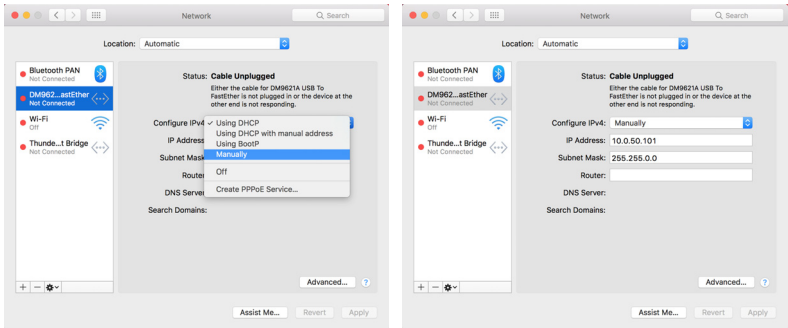 Network
Search
Location: Automatic
Bluetooth PAN
Not Connected
DM962...astEther
Not Connected
Wi-Fi
Off
Thunde...t Bridge
Not Connected
Status: Cable Unplugged
Either the cable for DM9621A USB To
FastEther is not plugged in or the device at the
other end is not responding.
Configure IPv4
✓ Using DHCP
Using DHCP with manual address
Using BootP
Manually
Off
Create PPPoE Service...
IP Address
Subnet Mask
Router
DNS Server
Search Domains:
Advanced... ?
+ −
Assist Me... Revert Apply
Network
Search
Location: Automatic
Bluetooth PAN
Not Connected
DM962...astEther
Not Connected
Wi-Fi
Off
Thunde...t Bridge
Not Connected
Status: Cable Unplugged
Either the cable for DM9621A USB To
FastEther is not plugged in or the device at the
other end is not responding.
Configure IPv4: Manually
IP Address: 10.0.50.101
Subnet Mask: 255.255.0.0
Router:
DNS Server:
Search Domains:
Advanced... ?
+ −
Assist Me... Revert Apply